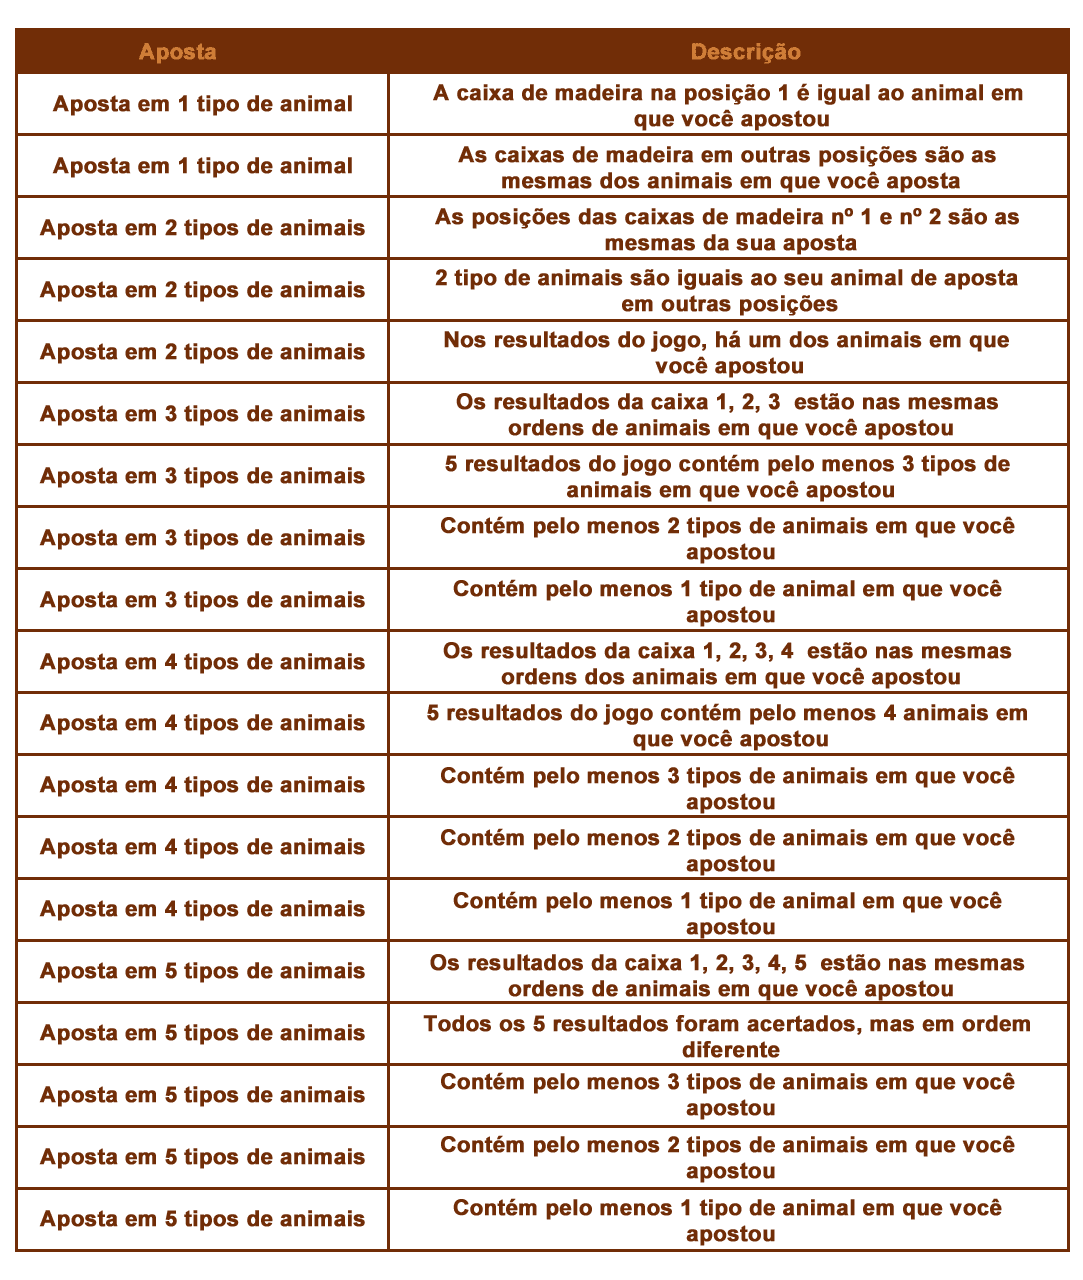 Aposta
Descrição
Aposta em 1 tipo de animal
A caixa de madeira na posição 1 é igual ao animal em
que você apostou
Aposta em 1 tipo de animal
As caixas de madeira em outras posições são as
mesmas dos animais em que você aposta
Aposta em 2 tipos de animais
As posições das caixas de madeira nº 1 e nº 2 são as
mesmas da sua aposta
Aposta em 2 tipos de animais
2 tipo de animais são iguais ao seu animal de aposta
em outras posições
Aposta em 2 tipos de animais
Nos resultados do jogo, há um dos animais em que
você apostou
Aposta em 3 tipos de animais
Os resultados da caixa 1, 2, 3 estão nas mesmas
ordens de animais em que você apostou
Aposta em 3 tipos de animais
5 resultados do jogo contém pelo menos 3 tipos de
animais em que você apostou
Aposta em 3 tipos de animais
Contém pelo menos 2 tipos de animais em que você
apostou
Aposta em 3 tipos de animais
Contém pelo menos 1 tipo de animal em que você
apostou
Aposta em 4 tipos de animais
Os resultados da caixa 1, 2, 3, 4 estão nas mesmas
ordens dos animais em que você apostou
Aposta em 4 tipos de animais
5 resultados do jogo contém pelo menos 4 animais em
que você apostou
Aposta em 4 tipos de animais
Contém pelo menos 3 tipos de animais em que você
apostou
Aposta em 4 tipos de animais
Contém pelo menos 2 tipos de animais em que você
apostou
Aposta em 4 tipos de animais
Contém pelo menos 1 tipo de animal em que você
apostou
Aposta em 5 tipos de animais
Os resultados da caixa 1, 2, 3, 4, 5 estão nas mesmas
ordens de animais em que você apostou
Aposta em 5 tipos de animais
Todos os 5 resultados foram acertados, mas em ordem
diferente
Aposta em 5 tipos de animais
Contém pelo menos 3 tipos de animais em que você
apostou
Aposta em 5 tipos de animais
Contém pelo menos 2 tipos de animais em que você
apostou
Aposta em 5 tipos de animais
Contém pelo menos 1 tipo de animal em que você
apostou